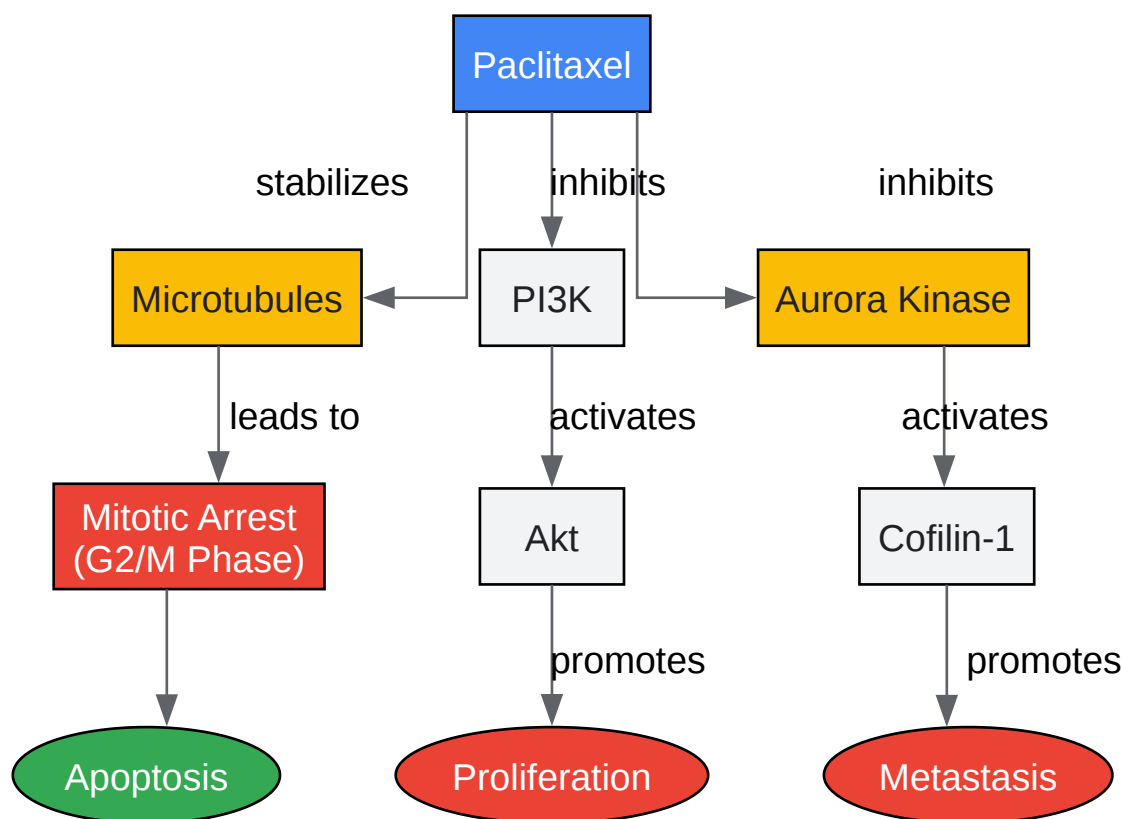 Paclitaxel
stabilizes
inhibits
inhibits
Microtubules
PI3K
Aurora Kinase
leads to
activates
activates
Mitotic Arrest
(G2/M Phase)
Akt
Cofilin-1
promotes
promotes
Apoptosis
Proliferation
Metastasis